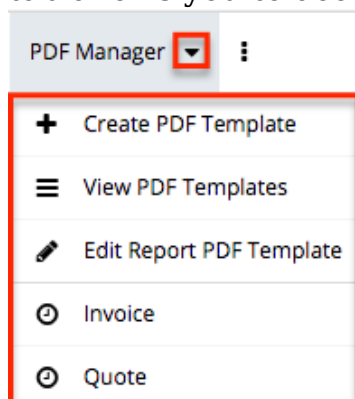 PDF Manager
Create PDF Template
View PDF Templates
Edit Report PDF Template
Invoice
Quote